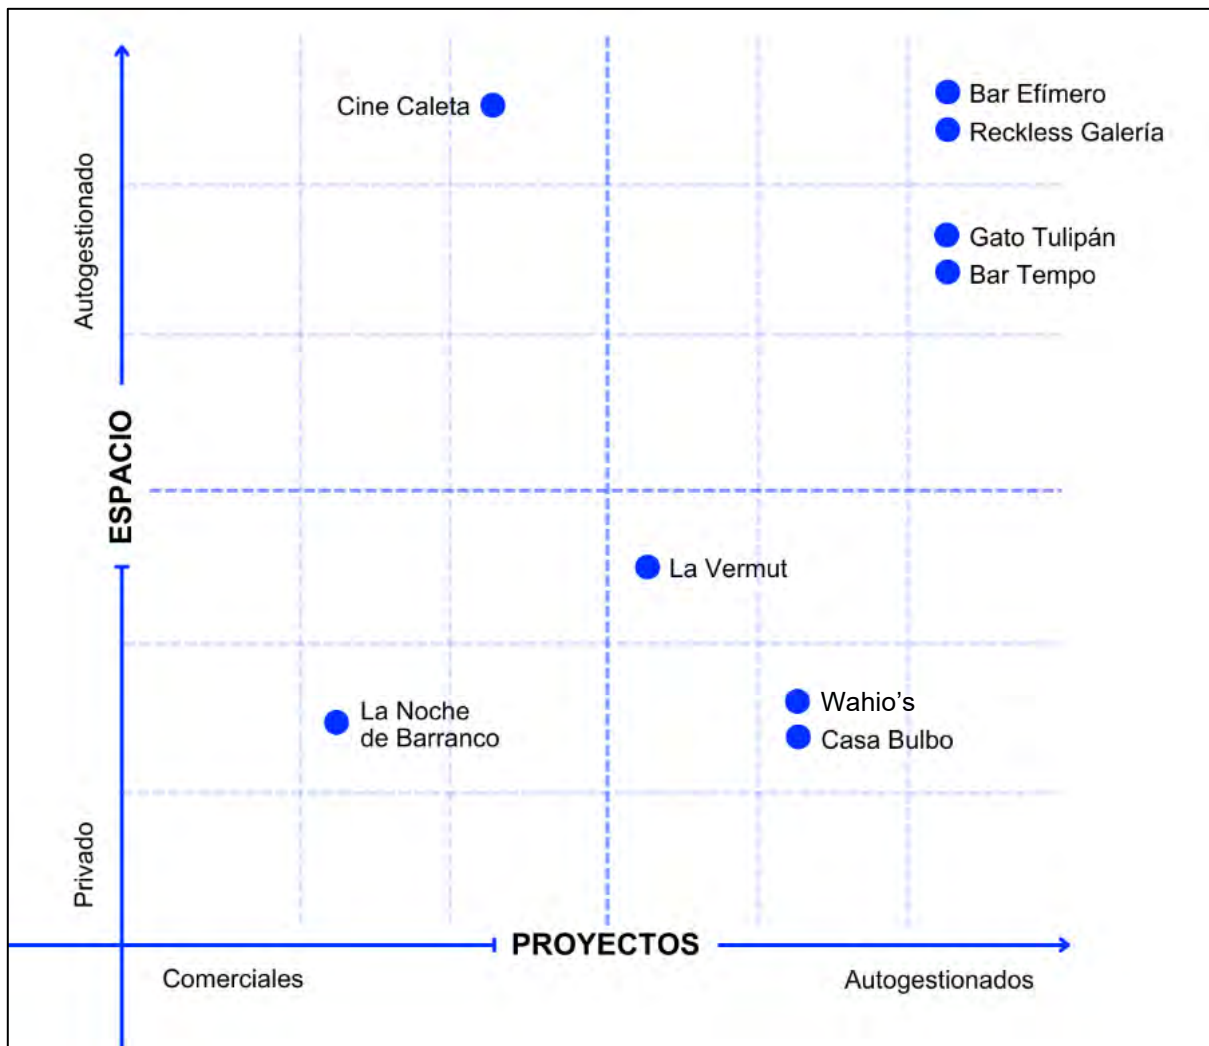 Cine Caleta
Bar Efímero
Reckless Galería
Autogestionado
Gato Tulipán
Bar Tempo
ESPACIO
La Vermut
Wahio’s
La Noche
de Barranco
Casa Bulbo
Privado
PROYECTOS
Comerciales
Autogestionados